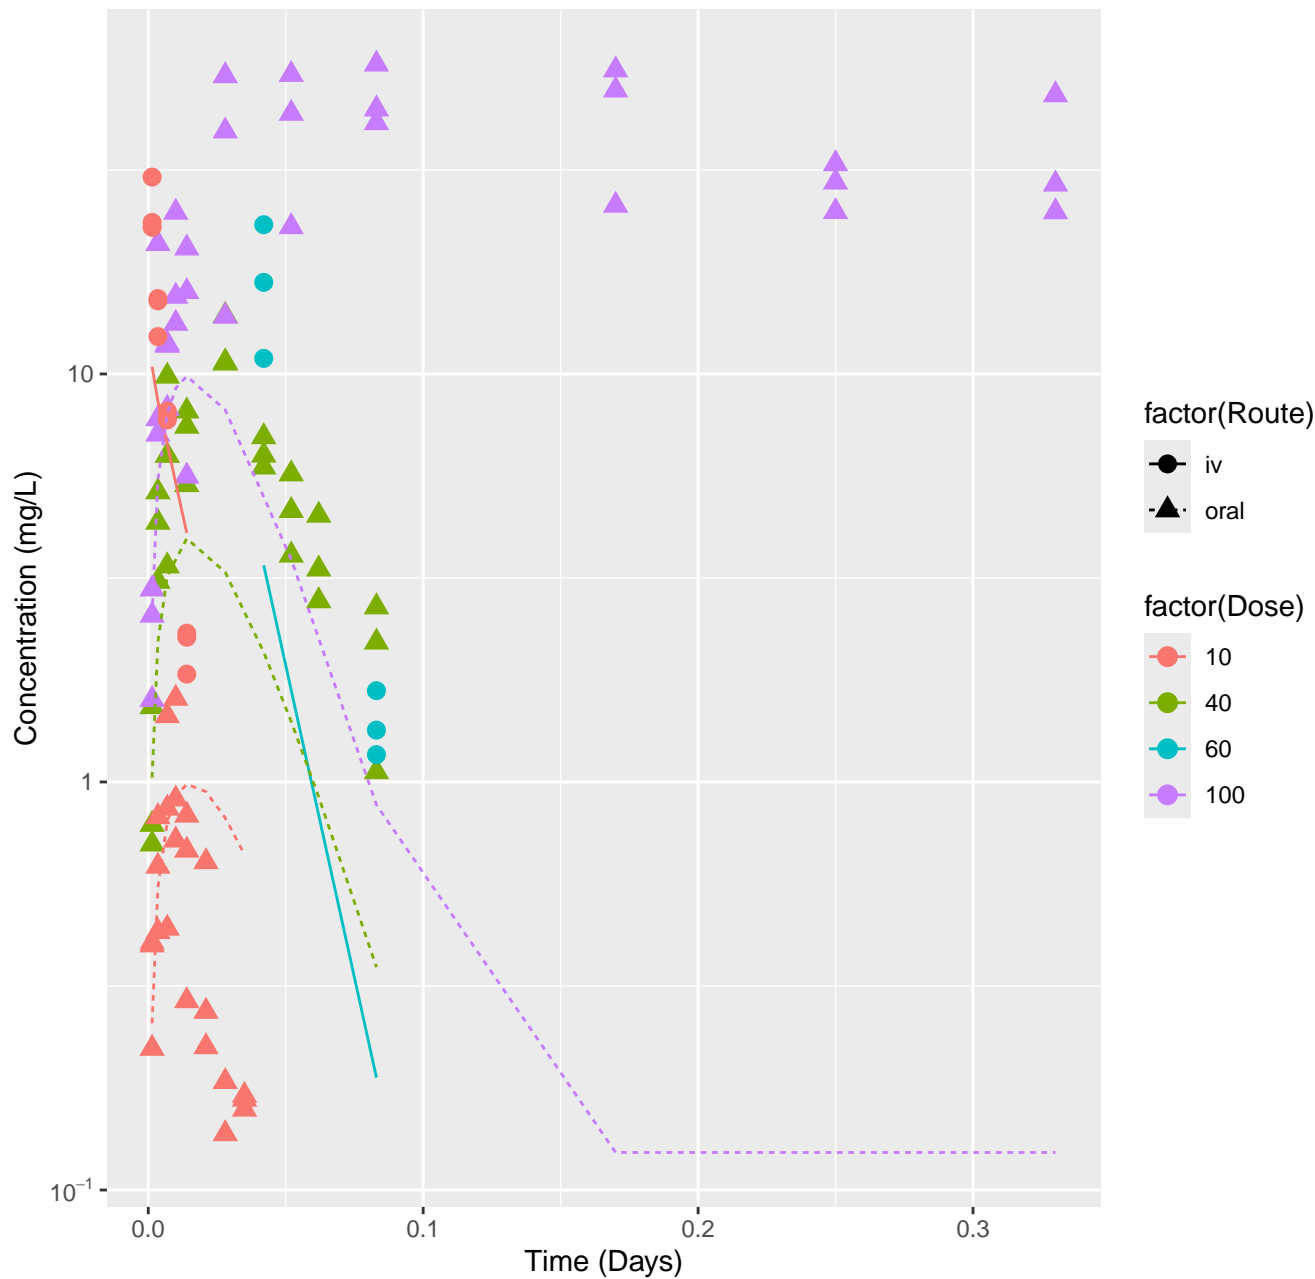 Concentration (mg/L)
10
1
10⁻¹
0.0
0.1
0.2
0.3
Time (Days)
factor(Route)
iv
oral
factor(Dose)
10
40
60
100